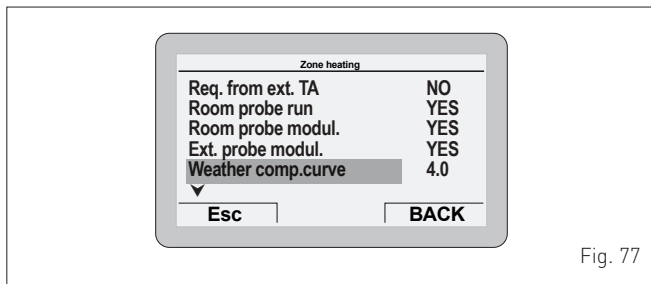 Zone heating
Req. from ext. TA NO
Room probe run YES
Room probe modul. YES
Ext. probe modul. YES
Weather comp.curve 4.0
Esc BACK
Fig. 77